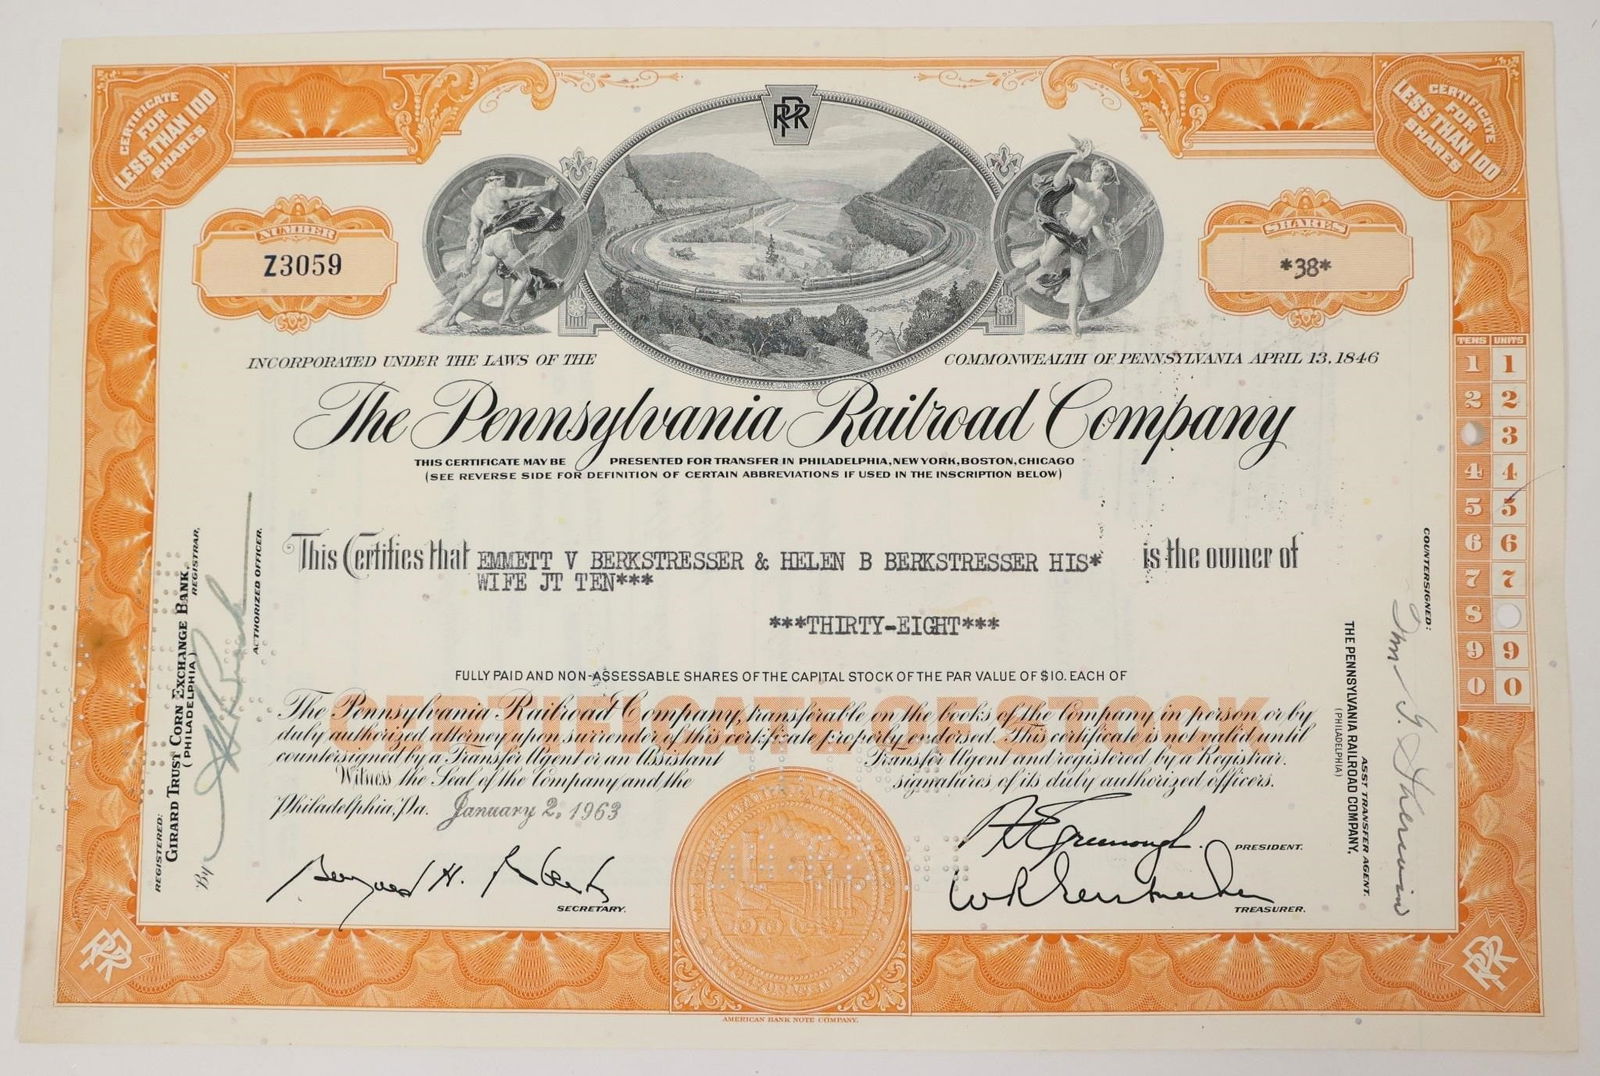 CERTIFICATE
FOR
LESS THAN 100
SHARES
PRR
CERTIFICATE
FOR
LESS THAN 100
SHARES
NUMBER
Z3059
SHARES
*38*
INCORPORATED UNDER THE LAWS OF THE COMMONWEALTH OF PENNSYLVANIA APRIL 13, 1846
The Pennsylvania Railroad Company
THIS CERTIFICATE MAY BE PRESENTED FOR TRANSFER IN PHILADELPHIA, NEW YORK, BOSTON, CHICAGO
(SEE REVERSE SIDE FOR DEFINITION OF CERTAIN ABBREVIATIONS IF USED IN THE INSCRIPTION BELOW)
This Certifies that EMMETT V BERKSTRESSER & HELEN B BERKSTRESSER HIS* is the owner of
WIFE JT TEN***
***THIRTY-EIGHT***
FULLY PAID AND NON-ASSESSABLE SHARES OF THE CAPITAL STOCK OF THE PAR VALUE OF $10. EACH OF
CERTIFICATE OF STOCK
The Pennsylvania Railroad Company, transferable on the books of the Company in person or by
duly authorized attorney upon surrender of this certificate properly endorsed. This certificate is not valid until
countersigned by a Transfer Agent or an Assistant Transfer Agent and registered by a Registrar.
Witness the Seal of the Company and the signatures of its duly authorized officers.
Philadelphia, Pa. January 2, 1963
SECRETARY.
A J Greenough.
PRESIDENT.
TREASURER.
REGISTERED:
GIRARD TRUST CORN EXCHANGE BANK,
(PHILADELPHIA)
REGISTRAR,
By
AUTHORIZED OFFICER.
COUNTERSIGNED:
THE PENNSYLVANIA RAILROAD COMPANY,
(PHILADELPHIA)
ASS'T TRANSFER AGENT.
TENS UNITS
1 1
2 2
3
4 4
5 5
6 6
7 7
8
9 9
0 0
PRR
PRR
AMERICAN BANK NOTE COMPANY.